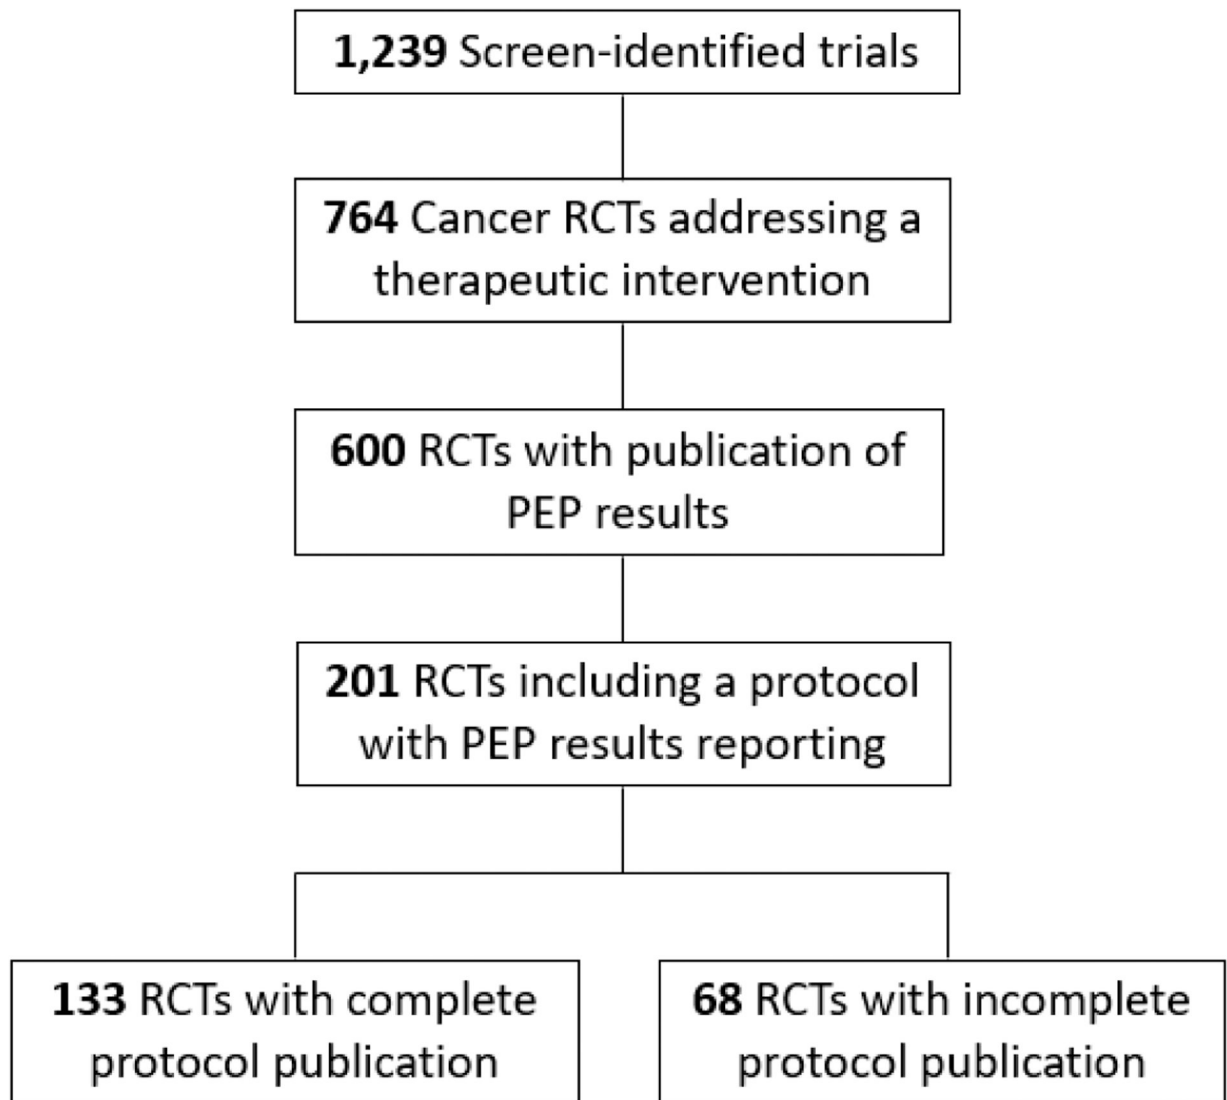 1,239 Screen-identified trials
764 Cancer RCTs addressing a
therapeutic intervention
600 RCTs with publication of
PEP results
201 RCTs including a protocol
with PEP results reporting
133 RCTs with complete
protocol publication
68 RCTs with incomplete
protocol publication